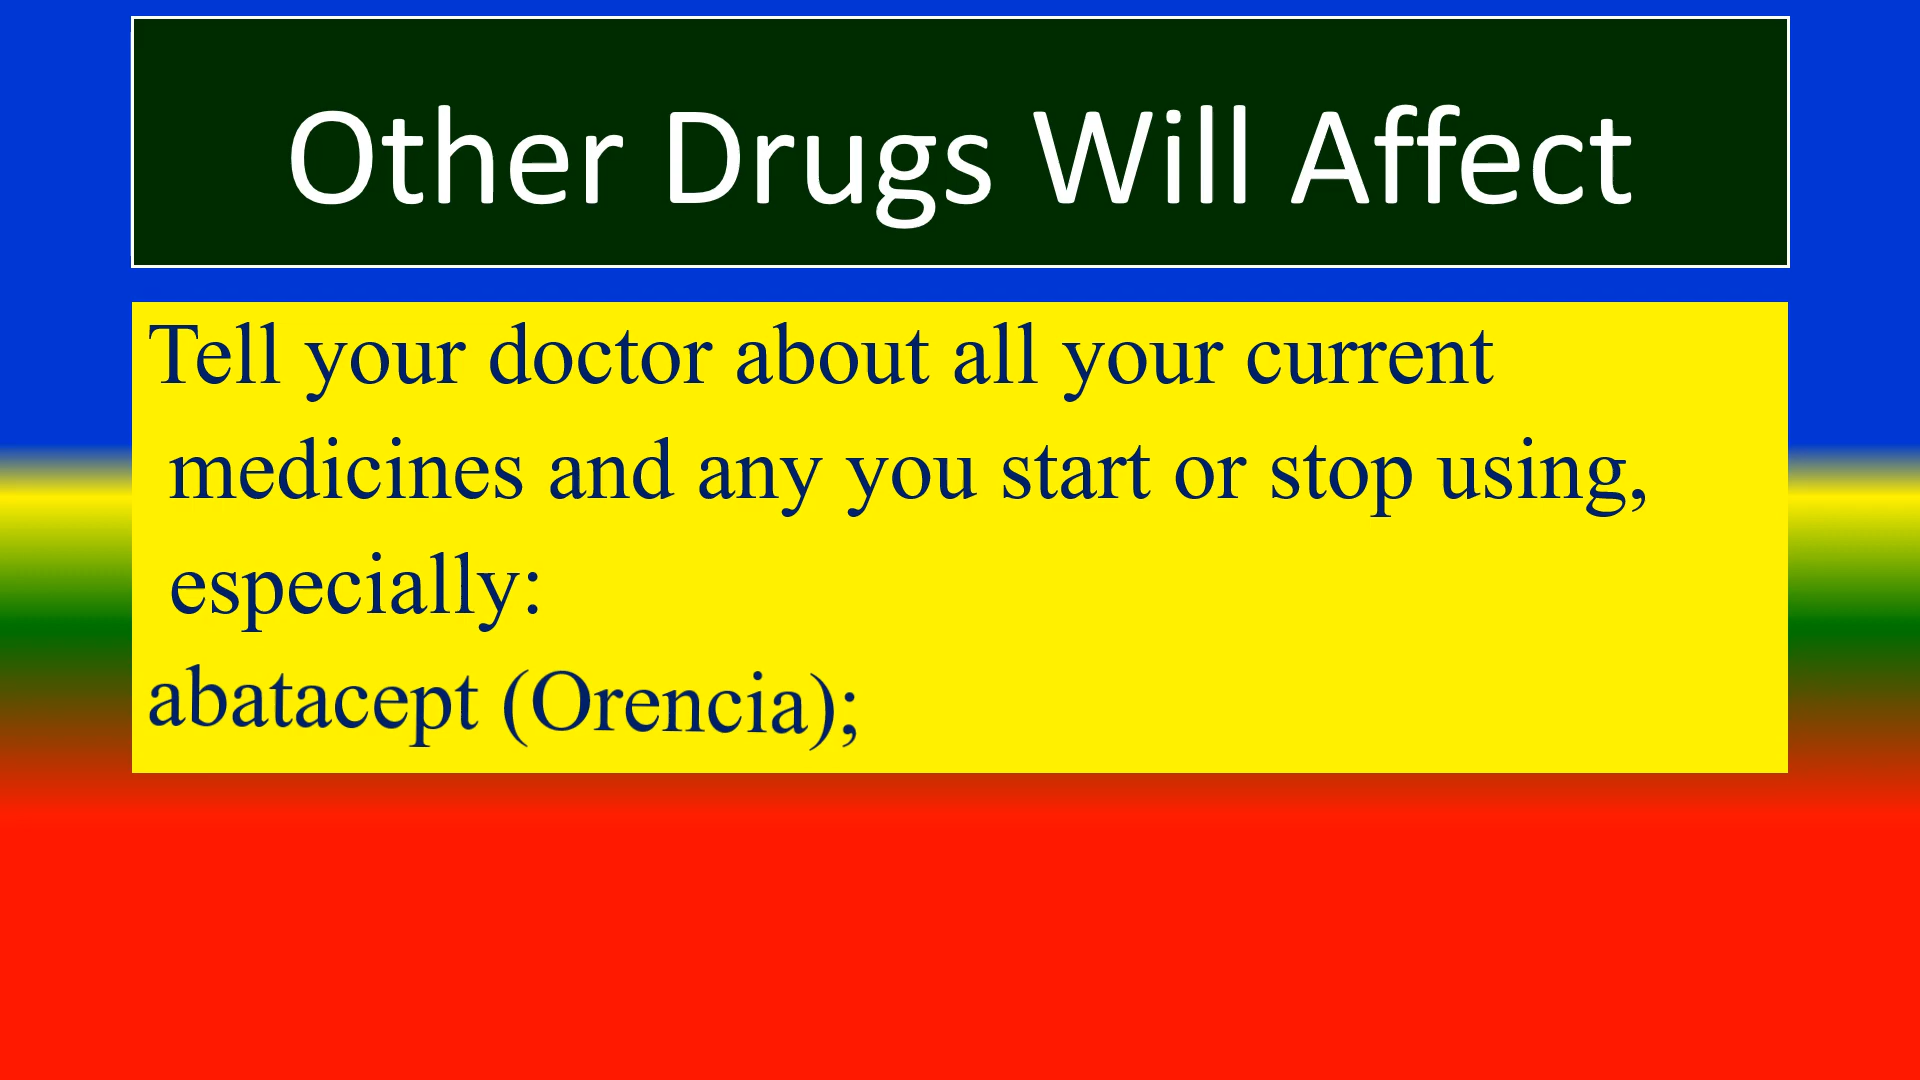 Other Drugs Will Affect
Tell your doctor about all your current
medicines and any you start or stop using,
especially:
abatacept (Orencia);